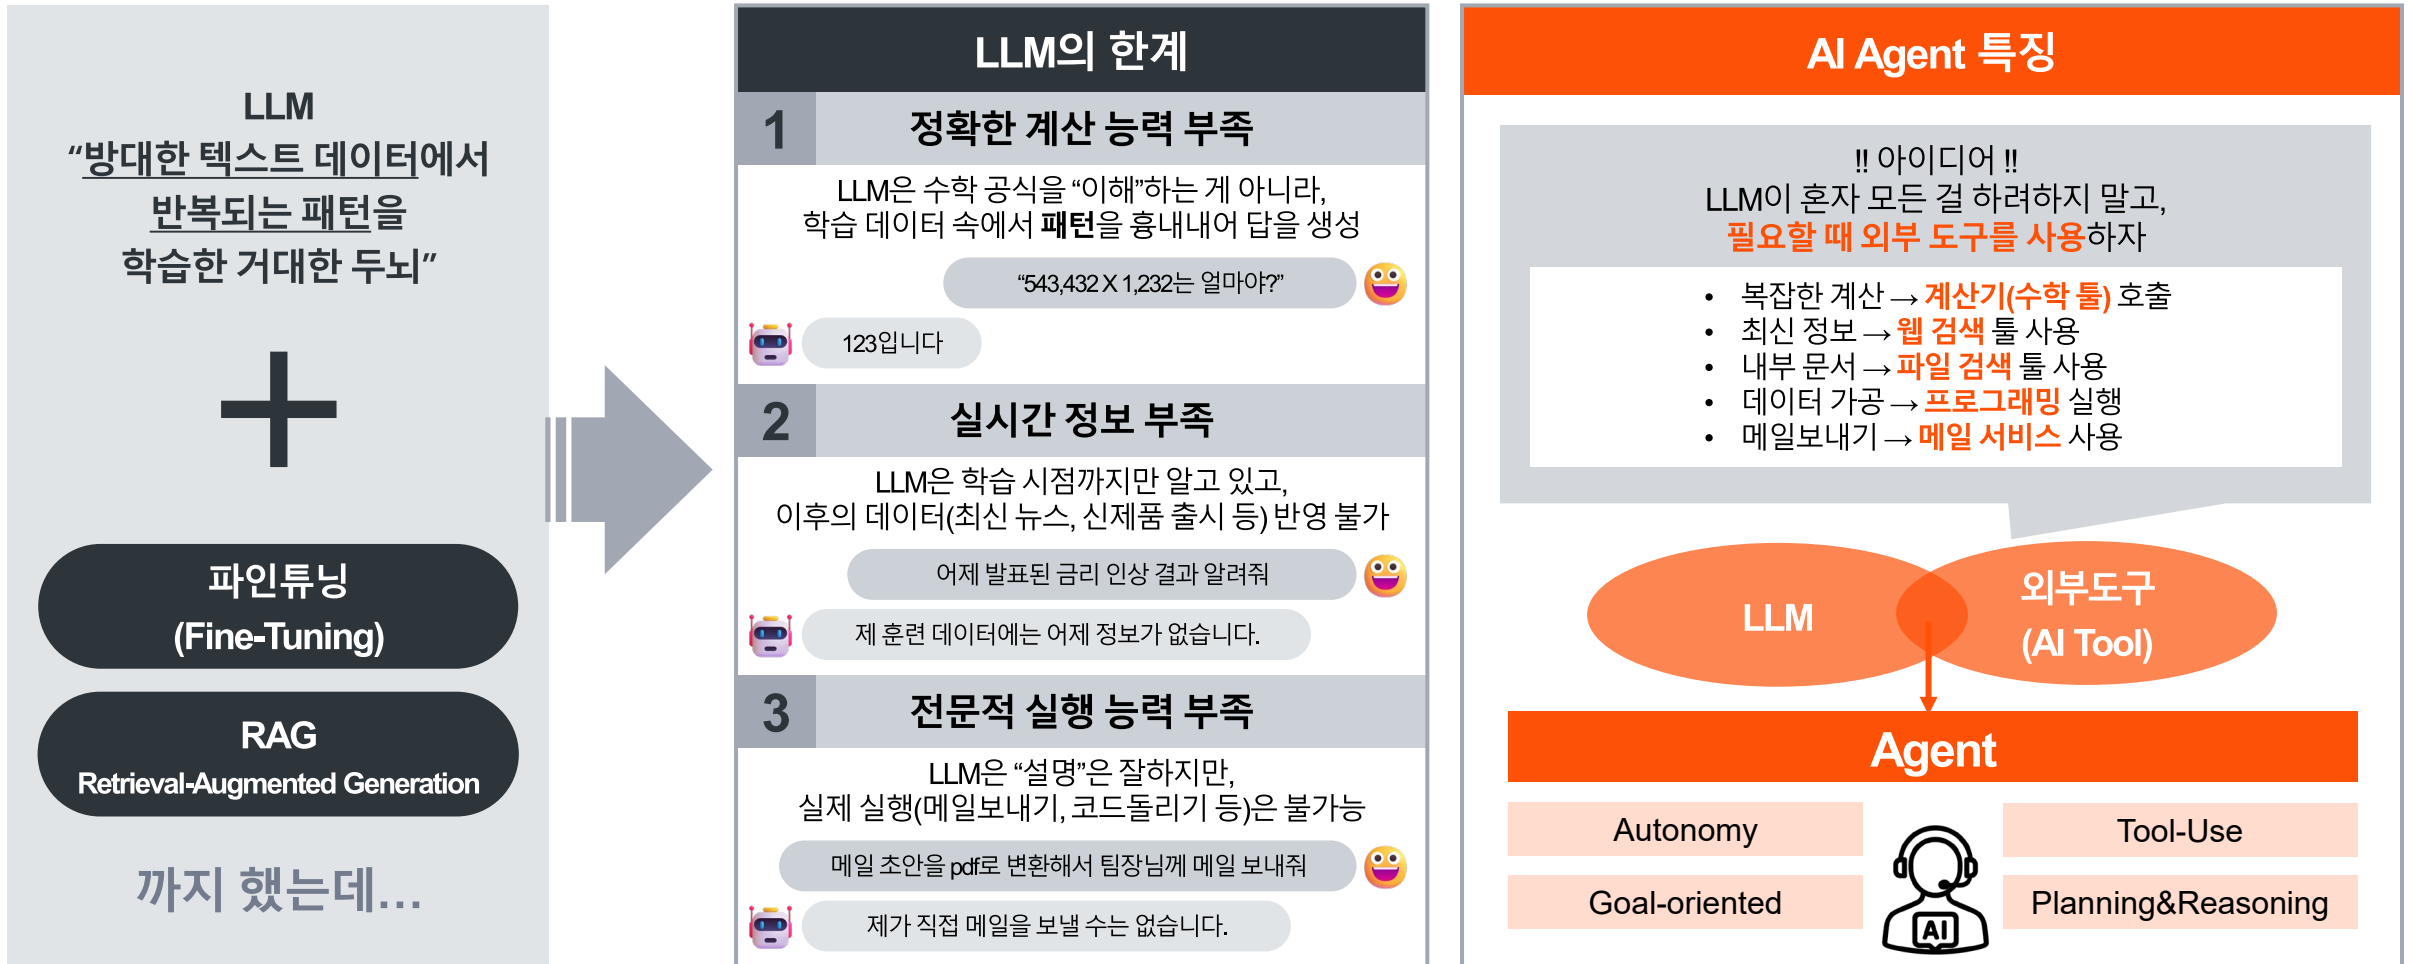 LLM
“방대한 텍스트 데이터에서
반복되는 패턴을
학습한 거대한 두뇌”
+
파인튜닝
(Fine-Tuning)
RAG
Retrieval-Augmented Generation
까지 했는데...
LLM의 한계
1
정확한 계산 능력 부족
LLM은 수학 공식을 “이해”하는 게 아니라,
학습 데이터 속에서 패턴을 흉내내어 답을 생성
“543,432 X 1,232는 얼마야?”
123입니다
2
실시간 정보 부족
LLM은 학습 시점까지만 알고 있고,
이후의 데이터(최신 뉴스, 신제품 출시 등) 반영 불가
어제 발표된 금리 인상 결과 알려줘
제 훈련 데이터에는 어제 정보가 없습니다.
3
전문적 실행 능력 부족
LLM은 “설명”은 잘하지만,
실제 실행(메일보내기, 코드돌리기 등)은 불가능
메일 초안을 pdf로 변환해서 팀장님께 메일 보내줘
제가 직접 메일을 보낼 수는 없습니다.
AI Agent 특징
!! 아이디어 !!
LLM이 혼자 모든 걸 하려하지 말고,
필요할 때 외부 도구를 사용하자
• 복잡한 계산 → 계산기(수학 툴) 호출
• 최신 정보 → 웹 검색 툴 사용
• 내부 문서 → 파일 검색 툴 사용
• 데이터 가공 → 프로그래밍 실행
• 메일보내기 → 메일 서비스 사용
LLM
외부도구
(AI Tool)
Agent
Autonomy
Tool-Use
Goal-oriented
Planning&Reasoning
AI